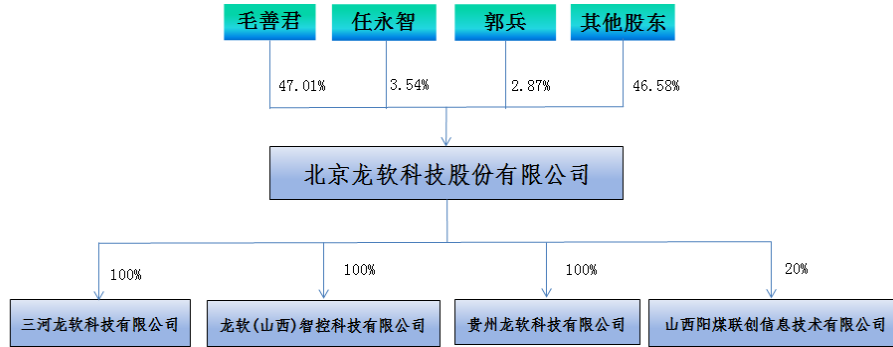 毛善君 任永智 郭兵 其他股东
47.01% 3.54% 2.87% 46.58%
北京龙软科技股份有限公司
100% 100% 100% 20%
三河龙软科技有限公司 龙软(山西)智控科技有限公司 贵州龙软科技有限公司 山西阳煤联创信息技术有限公司